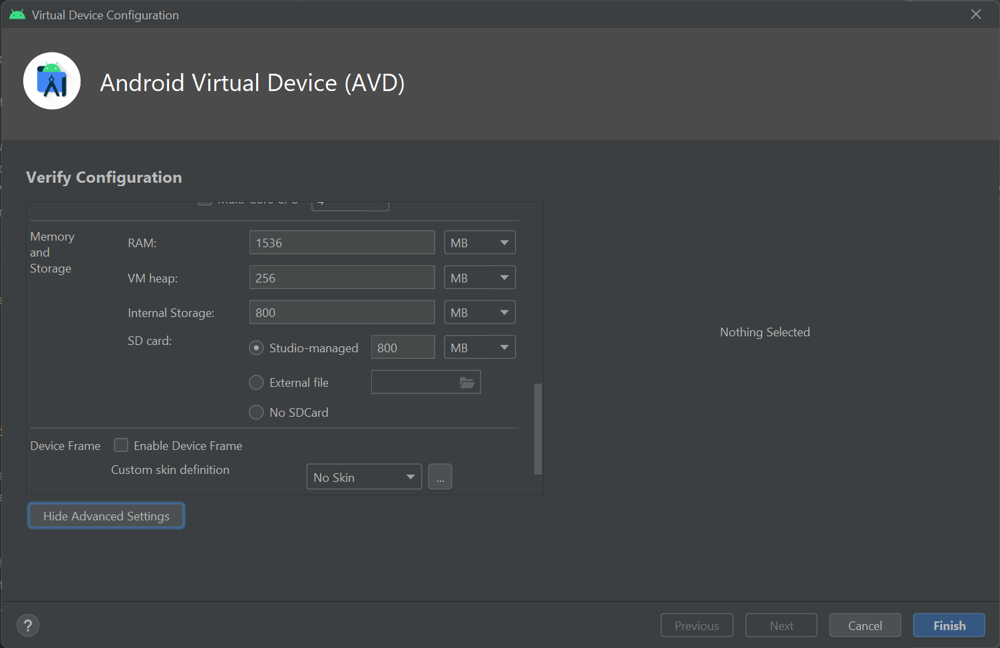 Virtual Device Configuration
Android Virtual Device (AVD)
Verify Configuration
Memory and Storage
RAM: 1536 MB
VM heap: 256 MB
Internal Storage: 800 MB
SD card:
Studio-managed 800 MB
External file
No SDCard
Device Frame Enable Device Frame
Custom skin definition No Skin ...
Nothing Selected
Hide Advanced Settings
? Previous Next Cancel Finish